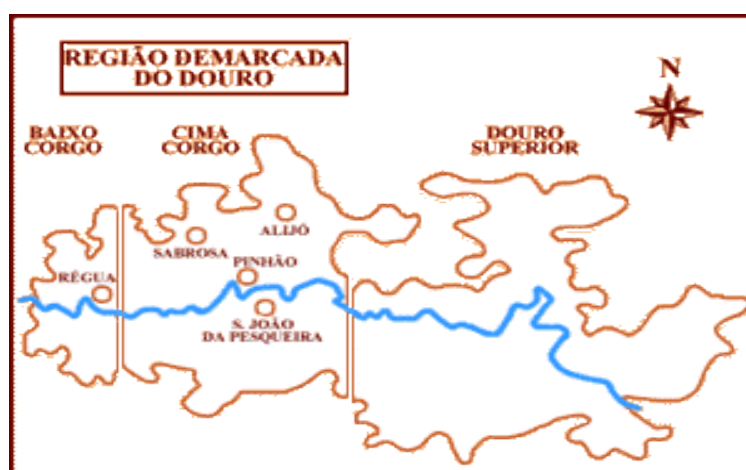 REGIÃO DEMARCADA
DO DOURO
N
BAIXO
CORGO
CIMA
CORGO
DOURO
SUPERIOR
ALIJÓ
SABROSA
PINHÃO
RÉGUA
S. JOÃO
DA PESQUEIRA